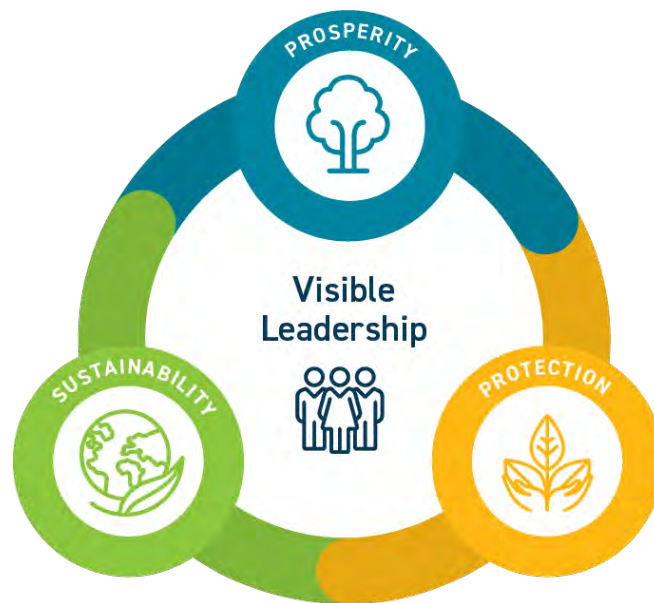 PROSPERITY
Visible
Leadership
SUSTAINABILITY
PROTECTION